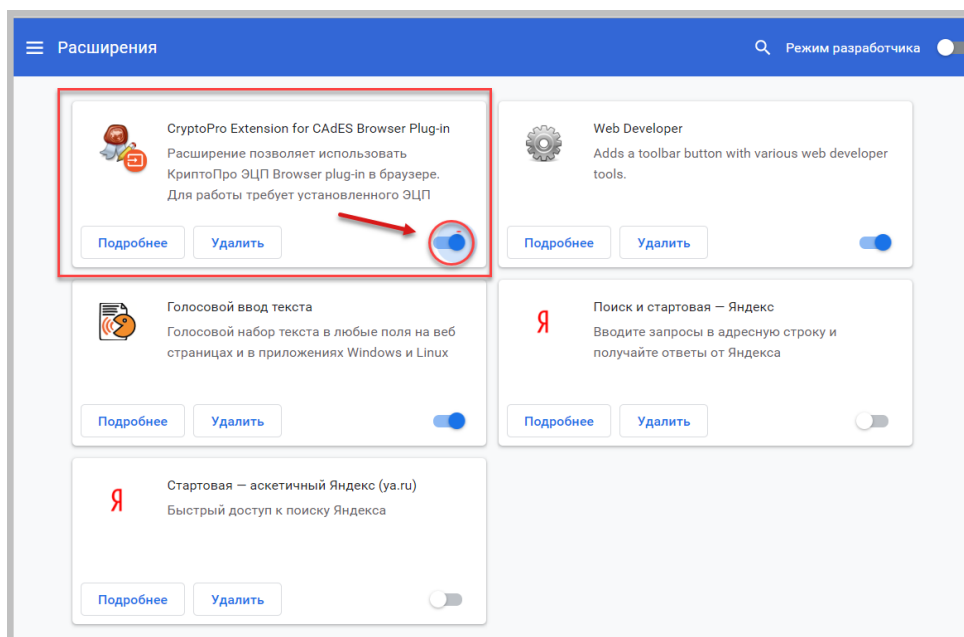 Расширения
Режим разработчика
CryptoPro Extension for CAdES Browser Plug-in
Расширение позволяет использовать
КриптоПро ЭЦП Browser plug-in в браузере.
Для работы требует установленного ЭЦП
Подробнее
Удалить
Web Developer
Adds a toolbar button with various web developer
tools.
Подробнее
Удалить
Голосовой ввод текста
Голосовой набор текста в любые поля на веб
страницах и в приложениях Windows и Linux
Подробнее
Удалить
Я
Поиск и стартовая — Яндекс
Вводите запросы в адресную строку и
получайте ответы от Яндекса
Подробнее
Удалить
Я
Стартовая — аскетичный Яндекс (ya.ru)
Быстрый доступ к поиску Яндекса
Подробнее
Удалить